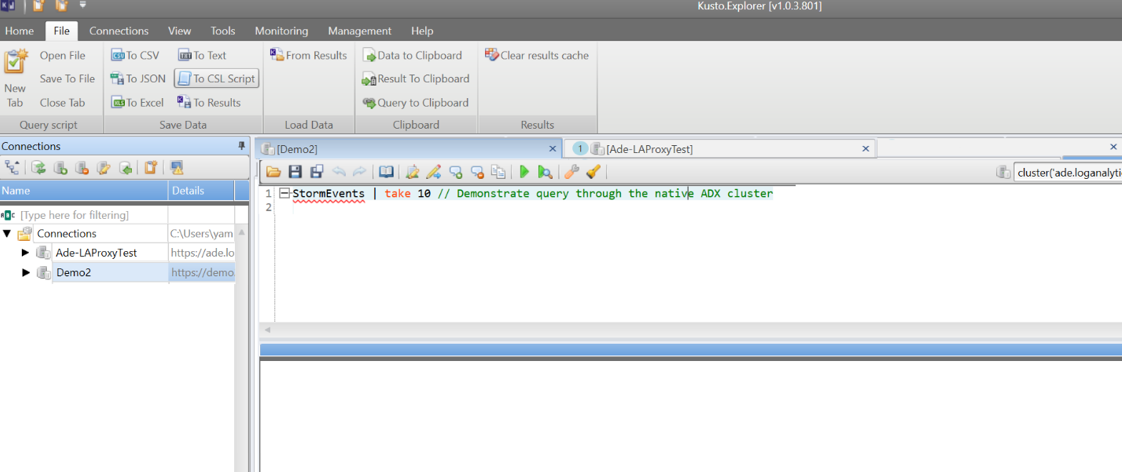 Kusto.Explorer [v1.0.3.801]
Home File Connections View Tools Monitoring Management Help
New Tab
Open File
Save To File
Close Tab
Query script
To CSV
To JSON
To Excel
To Text
To CSL Script
To Results
Save Data
From Results
Load Data
Data to Clipboard
Result To Clipboard
Query to Clipboard
Clipboard
Clear results cache
Results
Connections
Name Details
[Type here for filtering]
Connections C:\Users\yam
Ade-LAProxyTest https://ade.lo
Demo2 https://demo
[Demo2]
1 [Ade-LAProxyTest]
cluster('ade.loganalyti
1 StormEvents | take 10 // Demonstrate query through the native ADX cluster
2